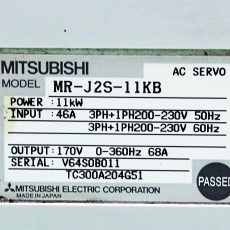 MITSUBISHI AC SERVO
MODEL MR-J2S-11KB
POWER : 11kW
INPUT : 46A 3PH+1PH200-230V 50Hz
3PH+1PH200-230V 60Hz
OUTPUT: 170V 0-360Hz 68A
SERIAL: V64S0B011
TC300A204G51
MITSUBISHI ELECTRIC CORPORATION
MADE IN JAPAN
PASSED